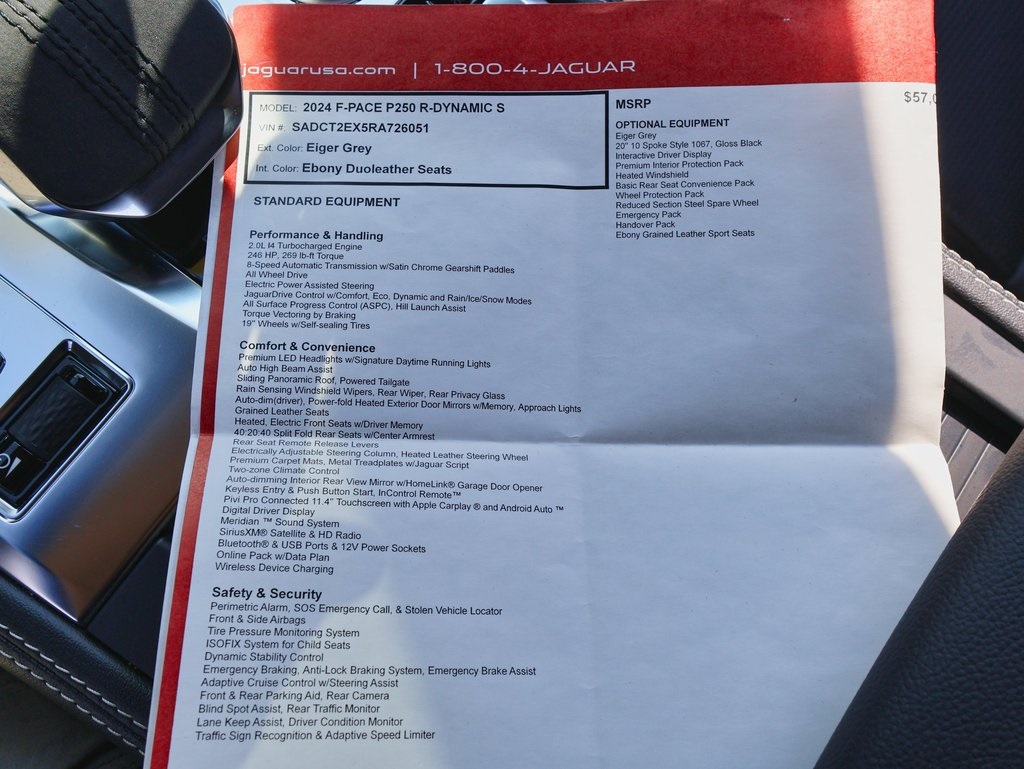 jaguarusa.com | 1-800-4-JAGUAR
MODEL: 2024 F-PACE P250 R-DYNAMIC S
VIN #: SADCT2EX5RA726051
Ext. Color: Eiger Grey
Int. Color: Ebony Duoleather Seats
STANDARD EQUIPMENT
Performance & Handling
2.0L I4 Turbocharged Engine
246 HP, 269 lb-ft Torque
8-Speed Automatic Transmission w/Satin Chrome Gearshift Paddles
All Wheel Drive
Electric Power Assisted Steering
JaguarDrive Control w/Comfort, Eco, Dynamic and Rain/Ice/Snow Modes
All Surface Progress Control (ASPC), Hill Launch Assist
Torque Vectoring by Braking
19" Wheels w/Self-sealing Tires
Comfort & Convenience
Premium LED Headlights w/Signature Daytime Running Lights
Auto High Beam Assist
Sliding Panoramic Roof, Powered Tailgate
Rain Sensing Windshield Wipers, Rear Wiper, Rear Privacy Glass
Auto-dim(driver), Power-fold Heated Exterior Door Mirrors w/Memory, Approach Lights
Grained Leather Seats
Heated, Electric Front Seats w/Driver Memory
40:20:40 Split Fold Rear Seats w/Center Armrest
Rear Seat Remote Release Levers
Electrically Adjustable Steering Column, Heated Leather Steering Wheel
Premium Carpet Mats, Metal Treadplates w/Jaguar Script
Two-zone Climate Control
Auto-dimming Interior Rear View Mirror w/HomeLink® Garage Door Opener
Keyless Entry & Push Button Start, InControl Remote™
Pivi Pro Connected 11.4" Touchscreen with Apple Carplay ® and Android Auto ™
Digital Driver Display
Meridian ™ Sound System
SiriusXM® Satellite & HD Radio
Bluetooth® & USB Ports & 12V Power Sockets
Online Pack w/Data Plan
Wireless Device Charging
Safety & Security
Perimetric Alarm, SOS Emergency Call, & Stolen Vehicle Locator
Front & Side Airbags
Tire Pressure Monitoring System
ISOFIX System for Child Seats
Dynamic Stability Control
Emergency Braking, Anti-Lock Braking System, Emergency Brake Assist
Adaptive Cruise Control w/Steering Assist
Front & Rear Parking Aid, Rear Camera
Blind Spot Assist, Rear Traffic Monitor
Lane Keep Assist, Driver Condition Monitor
Traffic Sign Recognition & Adaptive Speed Limiter
MSRP
OPTIONAL EQUIPMENT
Eiger Grey
20" 10 Spoke Style 1067, Gloss Black
Interactive Driver Display
Premium Interior Protection Pack
Heated Windshield
Basic Rear Seat Convenience Pack
Wheel Protection Pack
Reduced Section Steel Spare Wheel
Emergency Pack
Handover Pack
Ebony Grained Leather Sport Seats